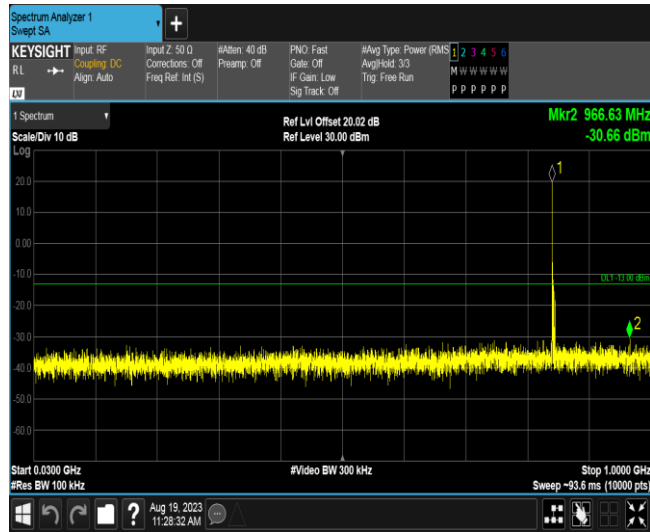 Spectrum Analyzer 1
Swept SA
+
KEYSIGHT
RL
LXI
Input: RF
Coupling: DC
Align: Auto
Input Z: 50 Ω
Corrections: Off
Freq Ref: Int (S)
#Atten: 40 dB
Preamp: Off
PNO: Fast
Gate: Off
IF Gain: Low
Sig Track: Off
#Avg Type: Power (RMS
Avg|Hold: 3/3
Trig: Free Run
1 2 3 4 5 6
M W W W W W
P P P P P P
1 Spectrum
Scale/Div 10 dB
Log
Ref Lvl Offset 20.02 dB
Ref Level 30.00 dBm
Mkr2 966.63 MHz
-30.66 dBm
1
20.0
10.0
0.00
-10.0
DL1 -13.00 dBm
-20.0
2
-30.0
-40.0
-50.0
-60.0
Start 0.0300 GHz
#Res BW 100 kHz
#Video BW 300 kHz
Stop 1.0000 GHz
Sweep ~93.6 ms (10000 pts)
?
Aug 19, 2023
11:28:32 AM